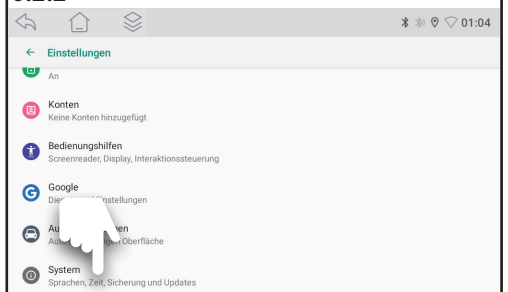 01:04
Einstellungen
An
Konten
Keine Konten hinzugefügt
Bedienungshilfen
Screenreader, Display, Interaktionssteuerung
Google
Oberfläche
System
Sprachen, Zeit, Sicherung und Updates